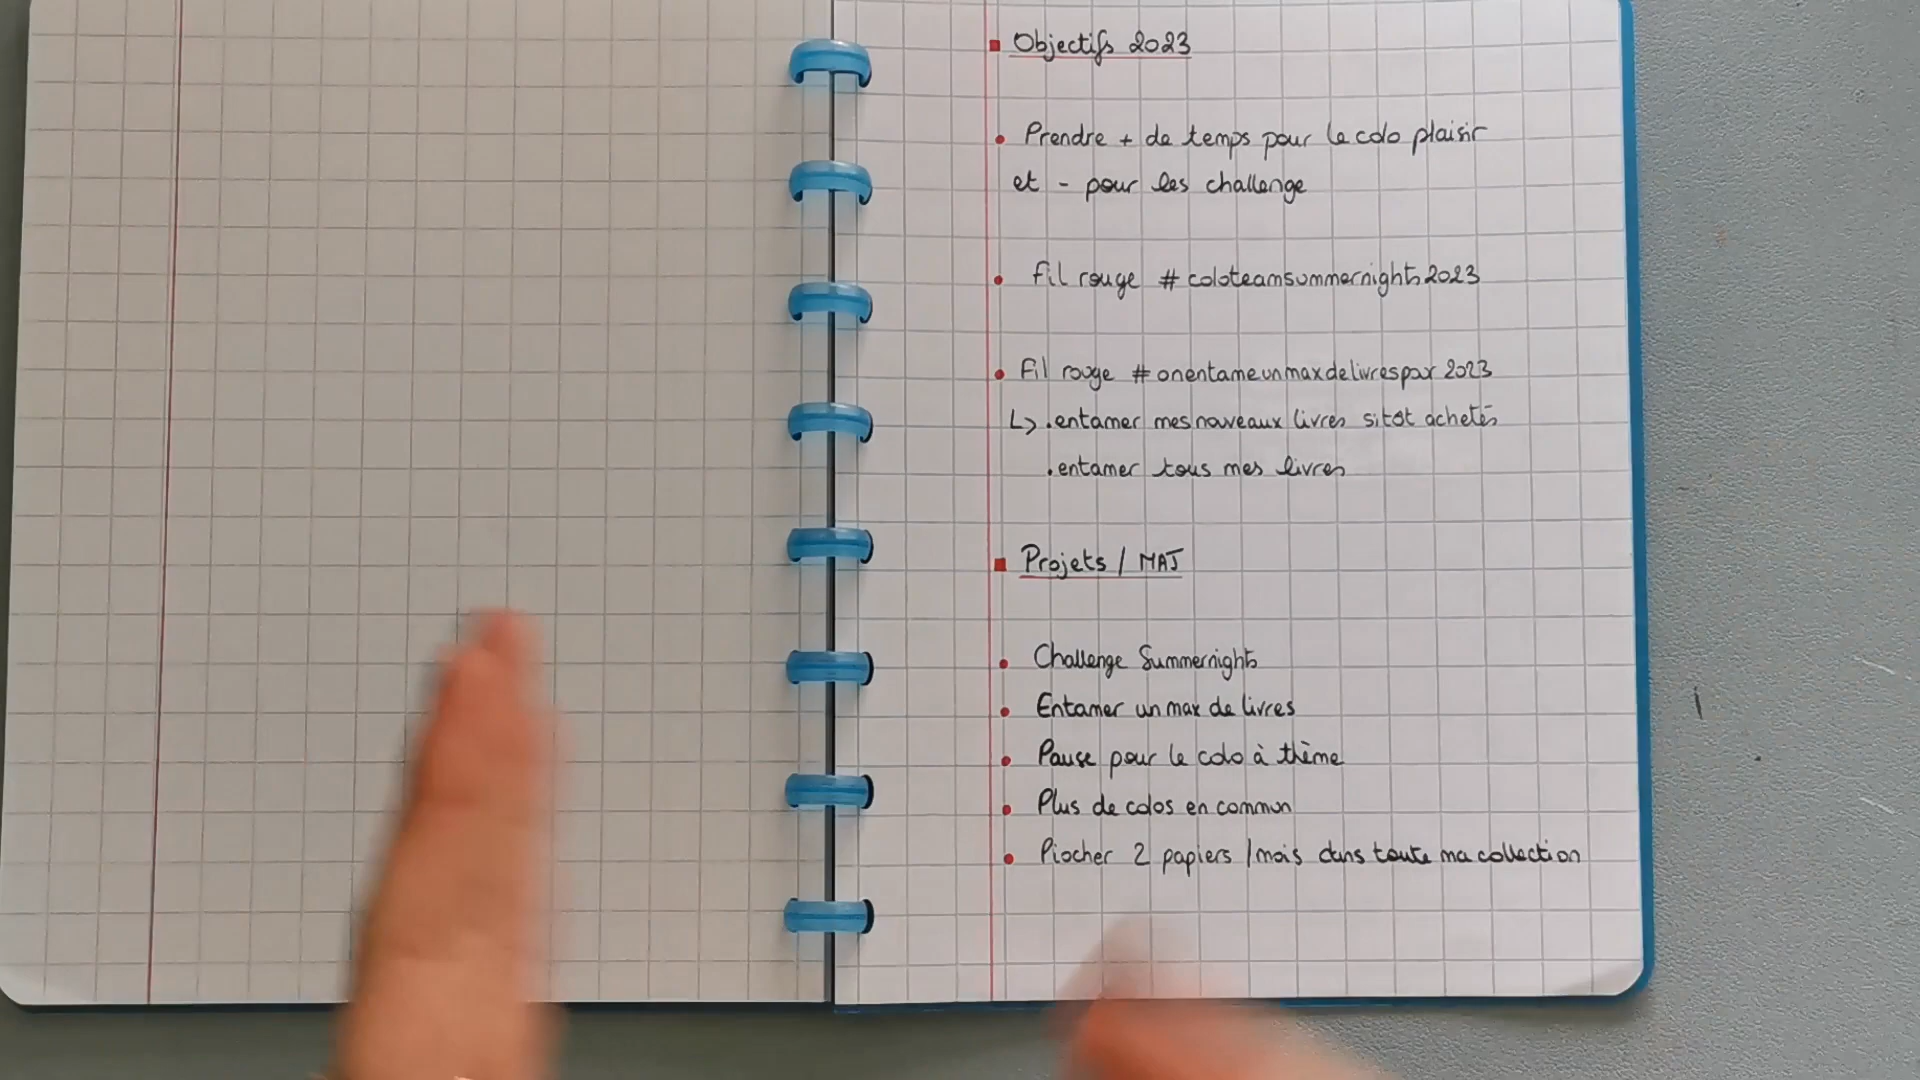 Objectifs 2023
Prendre + de temps pour le colo plaisir
et - pour les challenge
Fil rouge #coloteamsummernights2023
Fil rouge #onentameunmaxdelivrespour2023
.entamer mes nouveaux livres sitôt achetés
.entamer tous mes livres
Projets / MAJ
Challenge Summernights
Entamer un max de livres
Pause pour le colo à thème
Plus de colos en commun
Piocher 2 papiers / mois dans toute ma collection